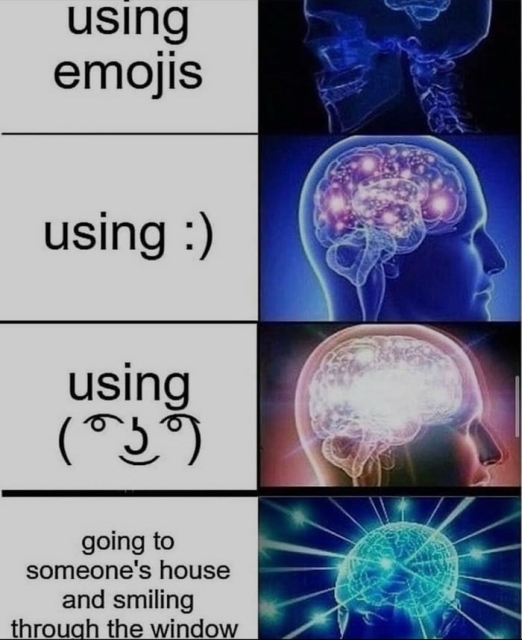 using
emojis
using :)
using
( ͡° ͜ʖ ͡°)
going to
someone's house
and smiling
through the window